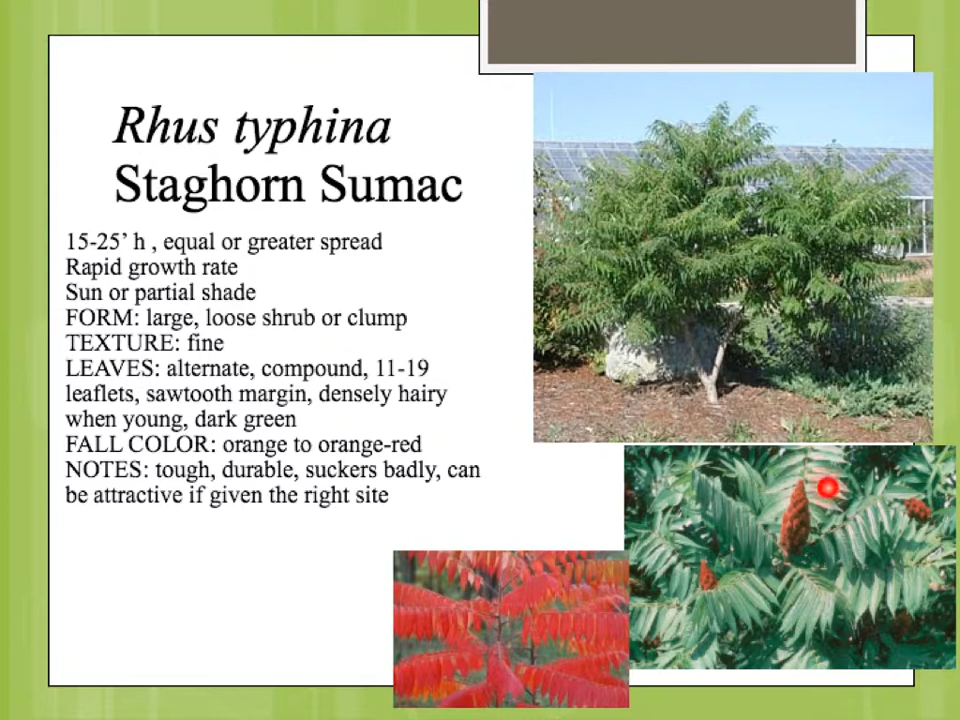 Rhus typhina
Staghorn Sumac
15-25’ h , equal or greater spread
Rapid growth rate
Sun or partial shade
FORM: large, loose shrub or clump
TEXTURE: fine
LEAVES: alternate, compound, 11-19
leaflets, sawtooth margin, densely hairy
when young, dark green
FALL COLOR: orange to orange-red
NOTES: tough, durable, suckers badly, can
be attractive if given the right site